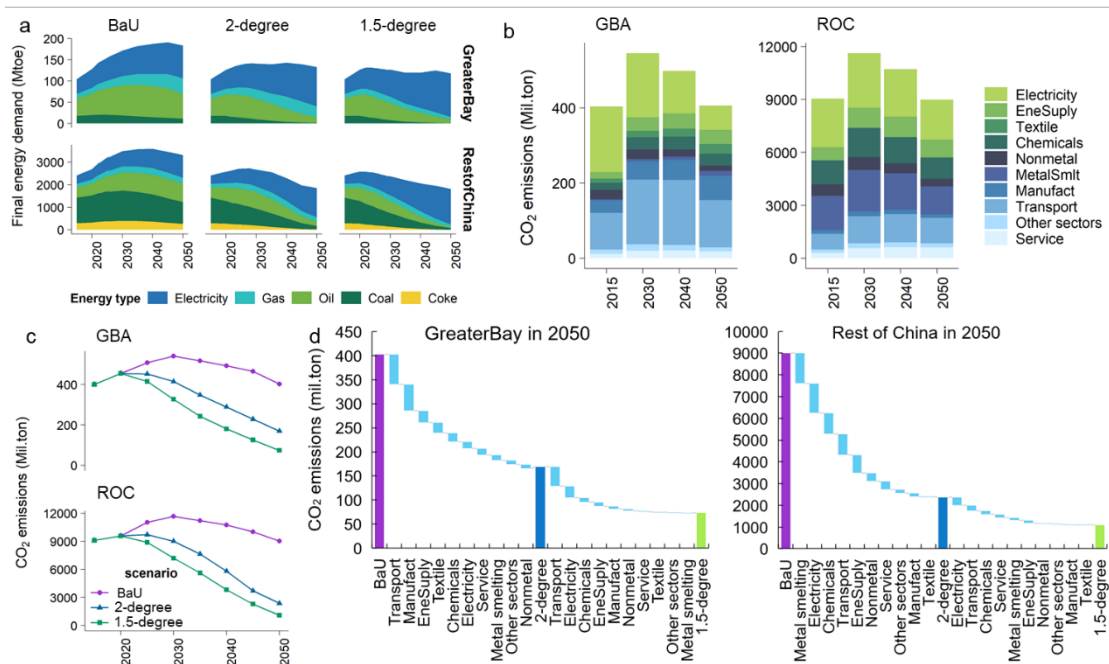 a
BaU 2-degree 1.5-degree
Final energy demand (Mtoe)
200
150
100
50
0
GreaterBay
3000
2000
1000
0
RestofChina
2020 2030 2040 2050 2020 2030 2040 2050 2020 2030 2040 2050
Energy type Electricity Gas Oil Coal Coke
b
GBA ROC
CO2 emissions (Mil.ton)
400
200
0
2015 2030 2040 2050
12000
9000
6000
3000
0
2015 2030 2040 2050
Electricity
EneSuply
Textile
Chemicals
Nonmetal
MetalSmlt
Manufact
Transport
Other sectors
Service
c
GBA
CO2 emissions (Mil.ton)
400
200
0
ROC
12000
9000
6000
3000
0
scenario
BaU
2-degree
1.5-degree
2020 2030 2040 2050
d
GreaterBay in 2050
CO2 emissions (mil.ton)
450
400
350
300
250
200
150
100
50
0
BaU
Transport
Manufact
EneSuply
Textile
Chemicals
Electricity
Service
Metal smelting
Other sectors
Nonmetal
2-degree
Transport
Electricity
Chemicals
EneSuply
Manufact
Nonmetal
Service
Textile
Other sectors
Metal smelting
1.5-degree
Rest of China in 2050
10000
9000
8000
7000
6000
5000
4000
3000
2000
1000
0
BaU
Metal smelting
Electricity
Chemicals
Transport
EneSuply
Nonmetal
Service
Other sectors
Manufact
Textile
2-degree
Electricity
Transport
Chemicals
Service
Metal smelting
EneSuply
Nonmetal
Other sectors
Manufact
Textile
1.5-degree